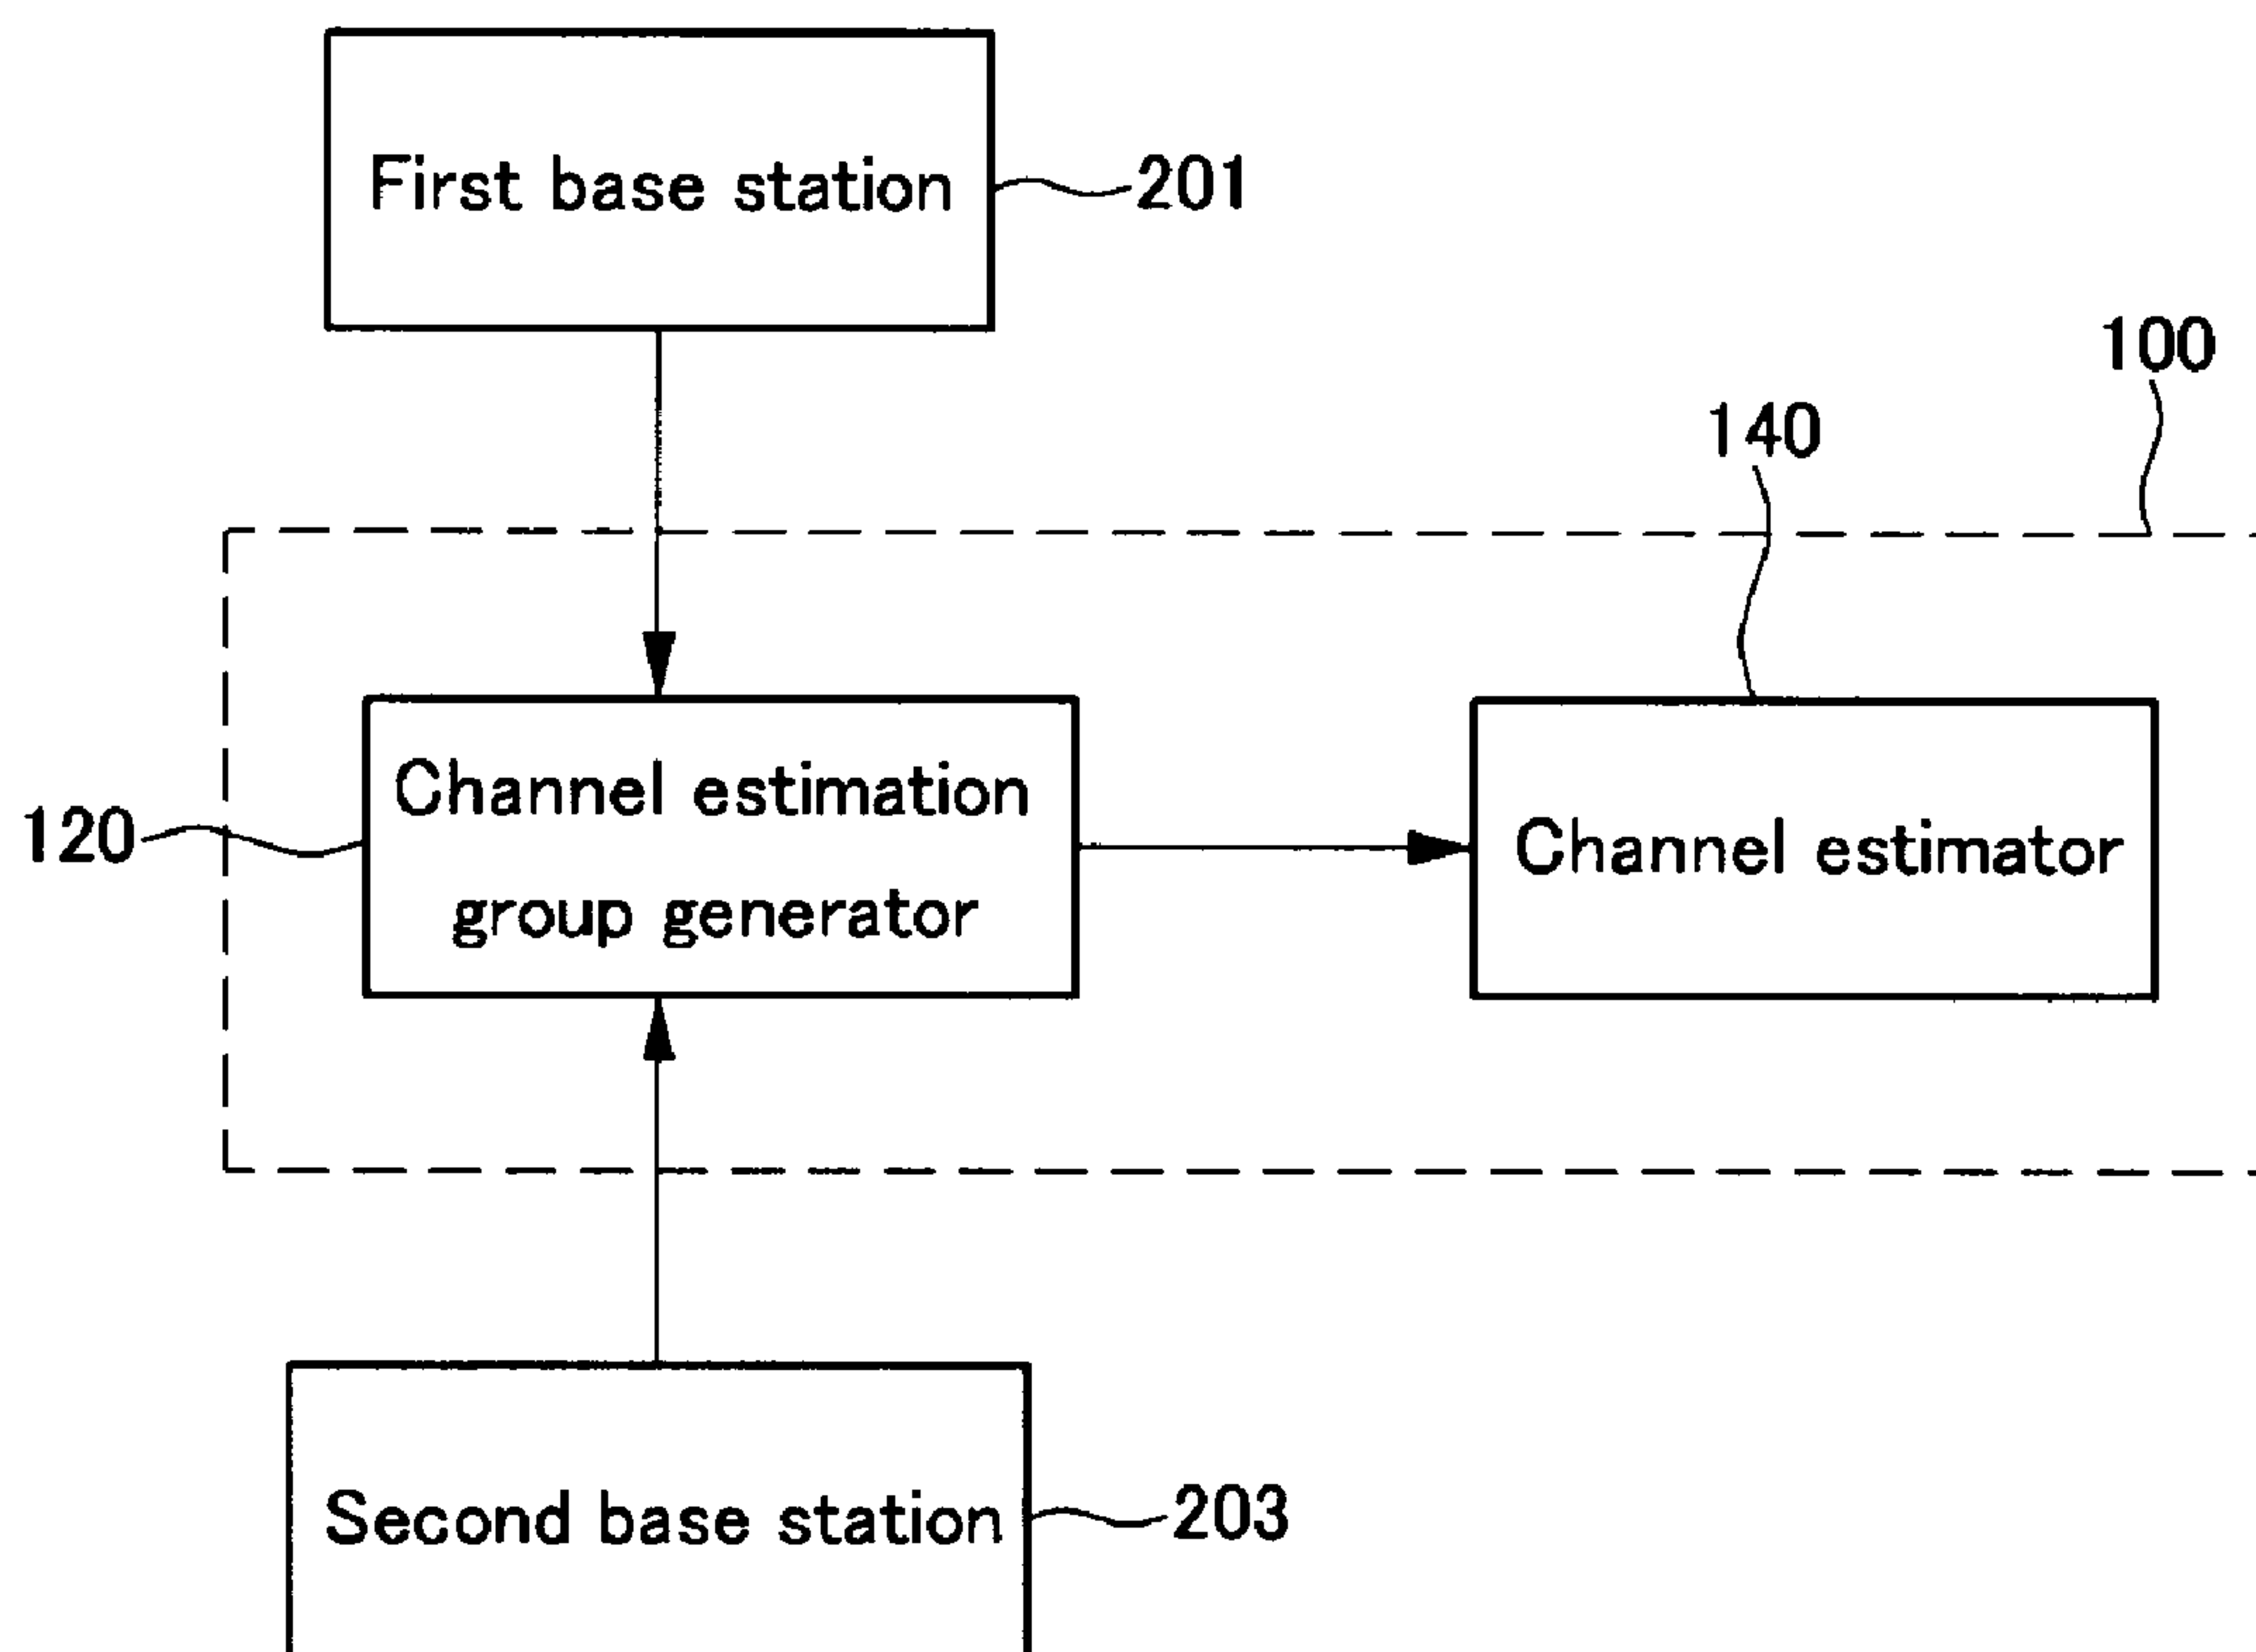 First base station
201
100
140
Channel estimation
group generator
120
Channel estimator
Second base station
203